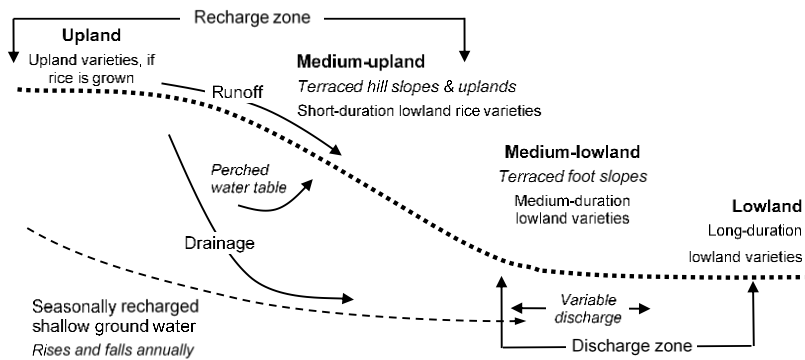 Recharge zone
Upland
Upland varieties, if
rice is grown
Runoff
Medium-upland
Terraced hill slopes & uplands
Short-duration lowland rice varieties
Perched
water table
Medium-lowland
Terraced foot slopes
Medium-duration
lowland varieties
Lowland
Long-duration
lowland varieties
Drainage
Seasonally recharged
shallow ground water
Rises and falls annually
Variable
discharge
Discharge zone